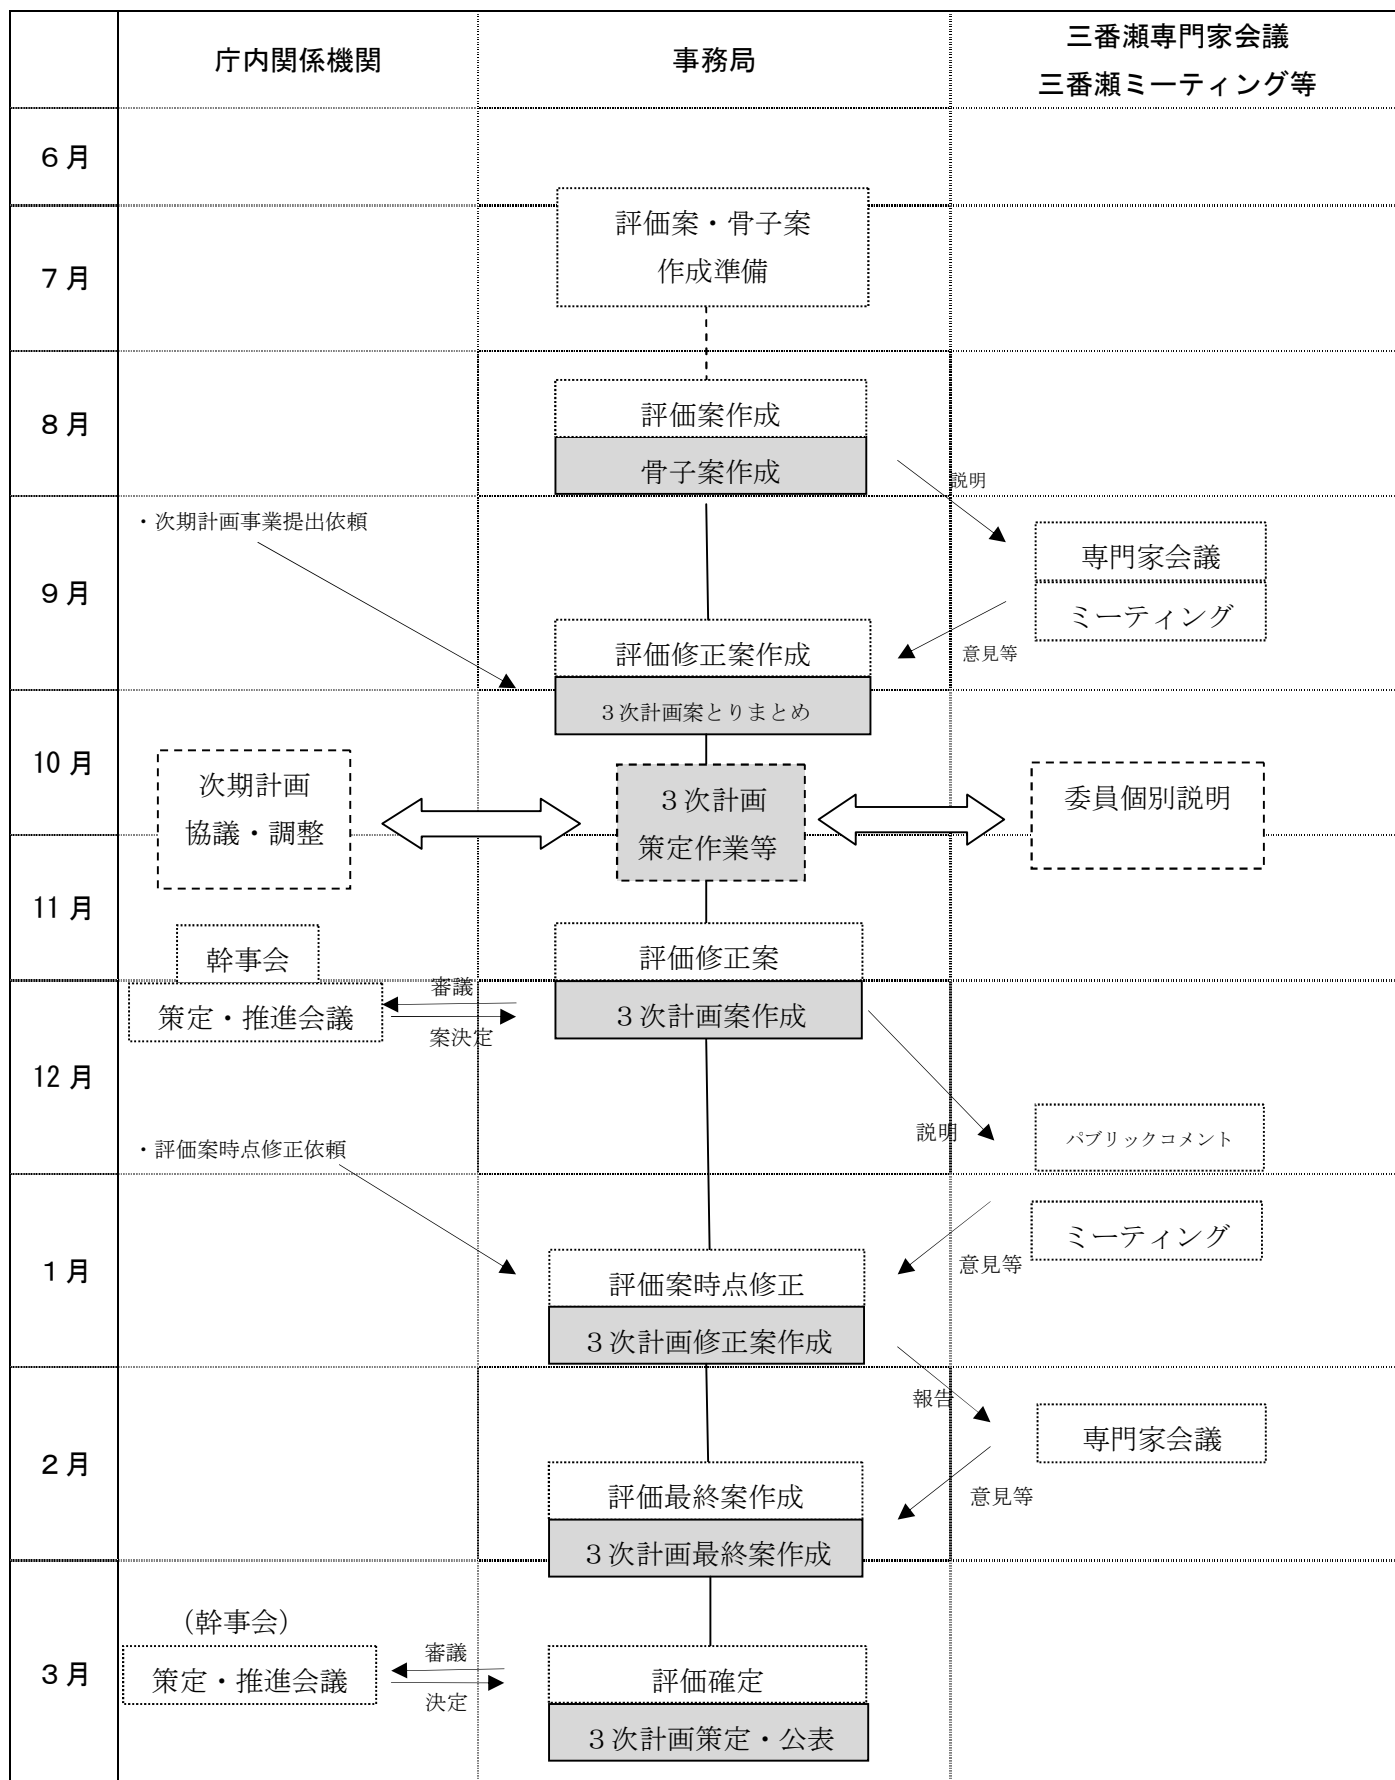 庁内関係機関
事務局
三番瀬専門家会議
三番瀬ミーティング等
６月
評価案・骨子案
作成準備
７月
８月
評価案作成
骨子案作成
説明
・次期計画事業提出依頼
専門家会議
９月
ミーティング
評価修正案作成
意見等
３次計画案とりまとめ
10 月
次期計画
協議・調整
３次計画
策定作業等
委員個別説明
11 月
幹事会
評価修正案
策定・推進会議
審議
案決定
３次計画案作成
12 月
説明
パブリックコメント
・評価案時点修正依頼
ミーティング
１月
意見等
評価案時点修正
３次計画修正案作成
報告
専門家会議
２月
意見等
評価最終案作成
３次計画最終案作成
（幹事会）
３月
策定・推進会議
審議
決定
評価確定
３次計画策定・公表